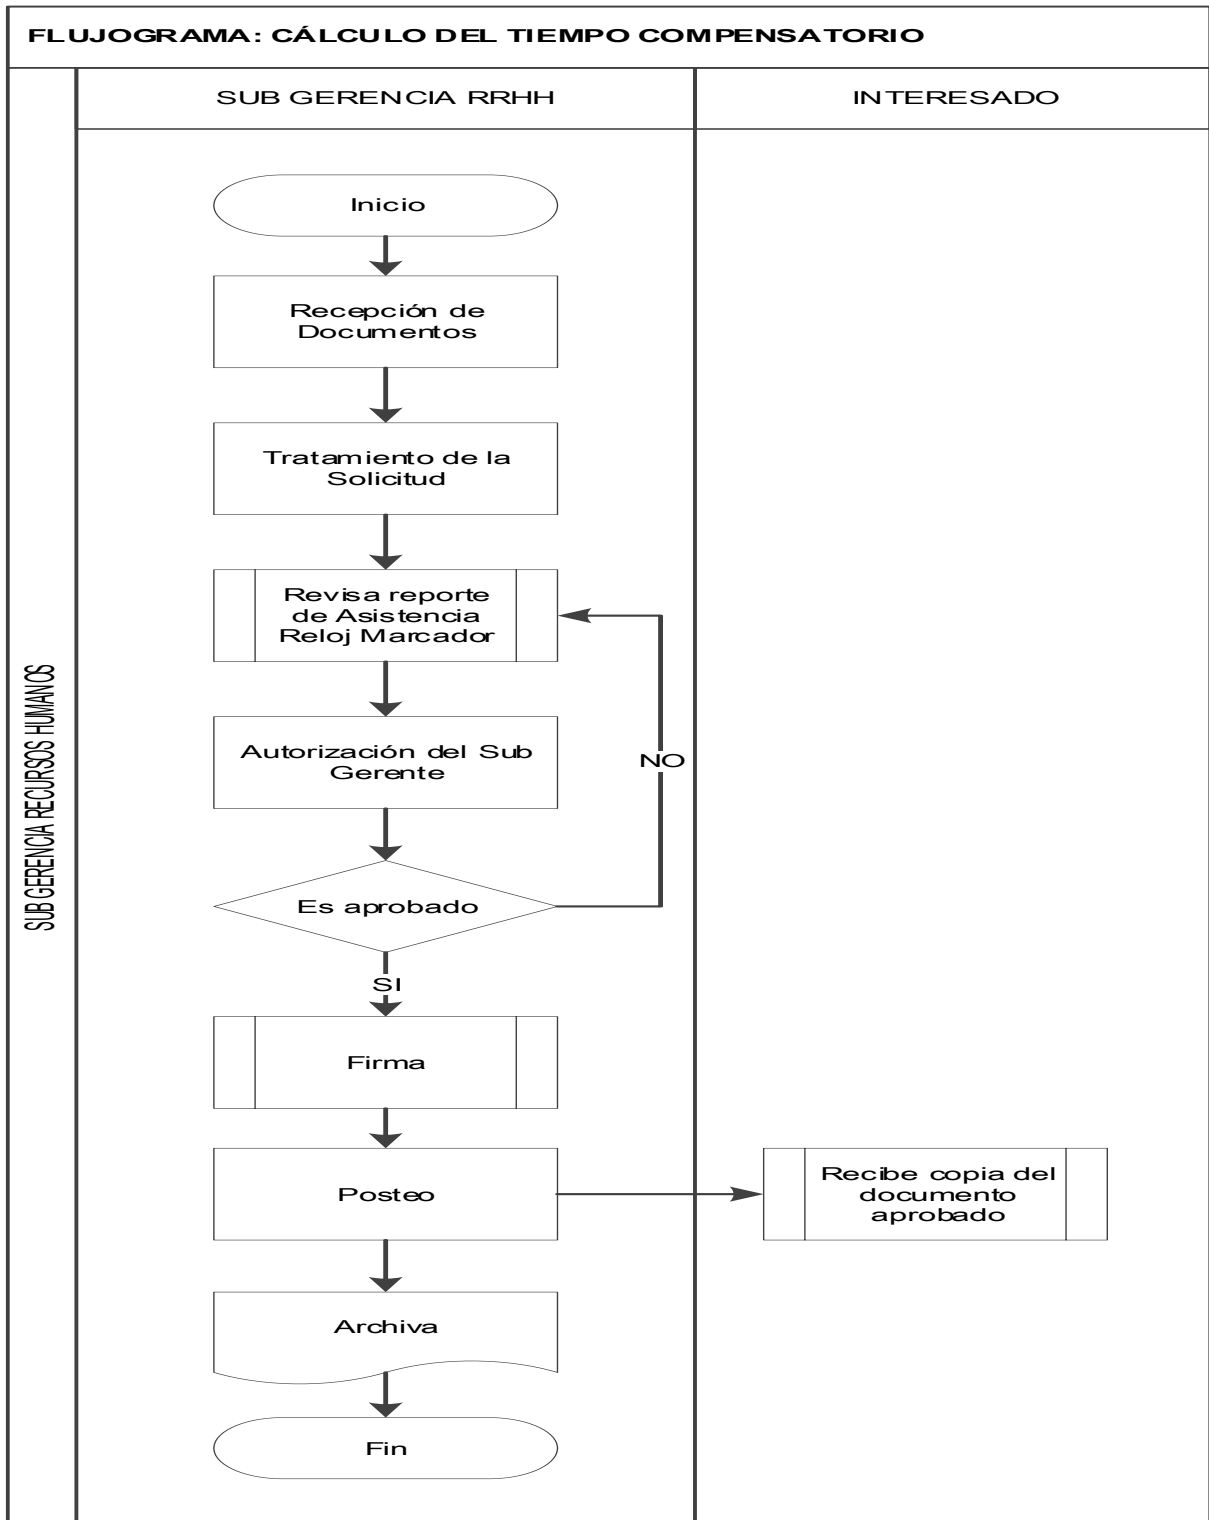 FLUJOGRAMA: CÁLCULO DEL TIEMPO COMPENSATORIO
SUB GERENCIA RRHH
INTERESADO
SUB GERENCIA RECURSOS HUMANOS
Inicio
Recepción de
Documentos
Tratamiento de la
Solicitud
Revisa reporte
de Asistencia
Reloj Marcador
Autorización del Sub
Gerente
NO
Es aprobado
SI
Firma
Posteo
Recibe copia del
documento
aprobado
Archiva
Fin